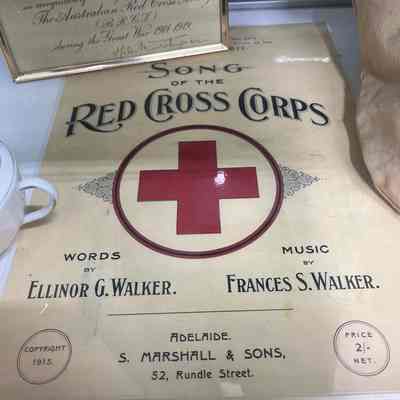 The Australian Red Cross Society
during the Great War 1914-1919.
SONG
OF THE
RED CROSS CORPS
WORDS
BY
ELLINOR G. WALKER.
MUSIC
BY
FRANCES S. WALKER.
ADELAIDE.
S. MARSHALL & SONS,
52, Rundle Street.
COPYRIGHT
1915.
PRICE
2/-
NET.